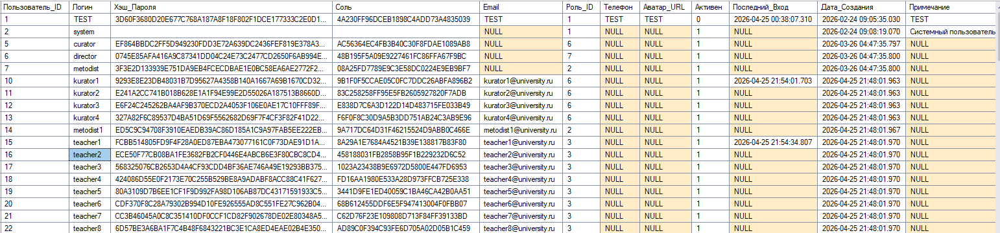 Пользователь_ID Логин Хэш_Пароля Соль Email Роль_ID Телефон Аватар_URL Активен Последний_Вход Дата_Создания Примечание
1 TEST 3D60F3680D20E677C768A187A8F18F802F1DCE177333C2E0D1... 4A230FF96DCEB1898C4ADD73A4835039 TEST 1 TEST TEST 0 2026-04-25 00:38:07.310 2026-02-24 09:05:35.030 TEST
2 system NULL 1 NULL NULL 1 NULL 2026-02-24 09:08:19.070 Системный пользователь
5 curator EF864BBDC2FF5D949230FDD3E72A639DC2436FEF819E378A3... AC56364EC4FB3B40C30F8FDAE1089AB8 NULL 6 NULL NULL 1 NULL 2026-03-26 04:47:35.797 NULL
6 director 0745E85AFA416A9C87341DD04C24E73C2477CD2650F6AB994E... 48B195F5A09E9227461FC86FFA67F9BC NULL 7 NULL NULL 1 NULL 2026-03-26 04:47:35.800 NULL
7 metodist 3F3E2D133939E751DA9EB4FCECDBAE1E0BC58EA6AE2772F2... 08A25FD7789E9C3E58DC0224E9EB9BF7 NULL 2 NULL NULL 1 NULL 2026-03-26 04:47:35.800 NULL
10 kurator1 9293E8E23DB48031B7D95627A4358B140A1667A69B1670CD32... 9B1F0F5CCAE05C0FC7DDC26ABFA896B2 kurator1@university.ru 6 NULL NULL 1 2026-04-25 21:54:01.703 2026-04-25 21:48:01.963 NULL
11 kurator2 E241A2CC741B018B628E1A1F94E99E2D55026A187513B8660D... 83C258258FF95E5FB2605927820F7ADB kurator2@university.ru 6 NULL NULL 1 NULL 2026-04-25 21:48:01.963 NULL
12 kurator3 E6F24C245262BA4AF9B370ECD2A4053F106E0AE17C10FFF89F... E838D7C6A3D122D14D483715FE033B49 kurator3@university.ru 6 NULL NULL 1 NULL 2026-04-25 21:48:01.963 NULL
13 kurator4 327A82F6C89537D4BA51D69F5562682D69F7F4CF3F82F41D22... F6F0F8C30D9A5B3DD751AB24C3AB9E96 kurator4@university.ru 6 NULL NULL 1 NULL 2026-04-25 21:48:01.963 NULL
14 metodist1 ED5C9C94708F3910EAEDB39AC86D185A1C9A97FAB5EE222EB... 9A717DC64D31F46215524D9ABB0C466E metodist1@university.ru 2 NULL NULL 1 NULL 2026-04-25 21:48:01.967 NULL
15 teacher1 FCBB514805FD9F4F28A0ED87EBA473077161C0F73DAE91D1A... 8A29A1E7684A4521B39E138817B83F80 teacher1@university.ru 3 NULL NULL 1 2026-04-25 21:54:34.807 2026-04-25 21:48:01.970 NULL
16 teacher2 ECE50F77CB08BA1FE3682FB2CF0446E4ABCB6E3F80CBC8CD4... 458188031FB2858B95F1B229232D6C52 teacher2@university.ru 3 NULL NULL 1 NULL 2026-04-25 21:48:01.970 NULL
17 teacher3 568325076CB2653D4A4CF93CDD4BF36AE746A49E19293BB375... 1023A23438B9E6972D5800E447FD6953 teacher3@university.ru 3 NULL NULL 1 NULL 2026-04-25 21:48:01.970 NULL
18 teacher4 424086D55E0F2173E70C255B529BE8A9ADABF8ACC88C41F627... FD16AA1980E533A28D973FFCB725E338 teacher4@university.ru 3 NULL NULL 1 NULL 2026-04-25 21:48:01.970 NULL
19 teacher5 80A3109D7B6EE1CF1F9D992FA98D106AB87DC43171591933C5... 3441D9FE1ED40059C1BA46CA42B0AA51 teacher5@university.ru 3 NULL NULL 1 NULL 2026-04-25 21:48:01.970 NULL
20 teacher6 CDF370F8C28A79302B994D10FE926555AD8C551FE27C962B04... 68B612455DDF6E5F947413004F0FBB07 teacher6@university.ru 3 NULL NULL 1 NULL 2026-04-25 21:48:01.970 NULL
21 teacher7 CC3B46045A0C8C351410DF0CCF1CD82F902678DE02E80348A5... C62D76F23E109808D713F84FF39133BD teacher7@university.ru 3 NULL NULL 1 NULL 2026-04-25 21:48:01.970 NULL
22 teacher8 6D57BE3A6BA1F7C4B48F6843221BC3E1CA8ED4EAE02B4E350... AD89C0F394C93FE6D705A02D05B1C459 teacher8@university.ru 3 NULL NULL 1 NULL 2026-04-25 21:48:01.970 NULL